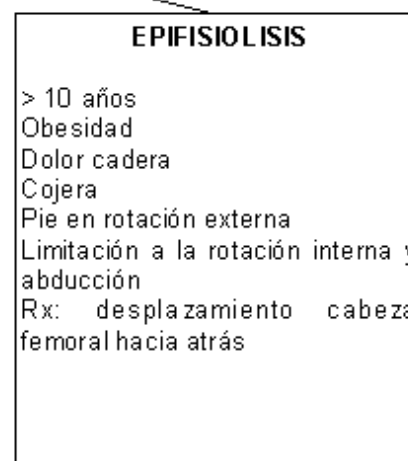 EPIFISIOLISIS
> 10 años
Obesidad
Dolor cadera
Cojera
Pie en rotación externa
Limitación a la rotación interna y
abducción
Rx: desplazamiento cabeza
femoral hacia atrás